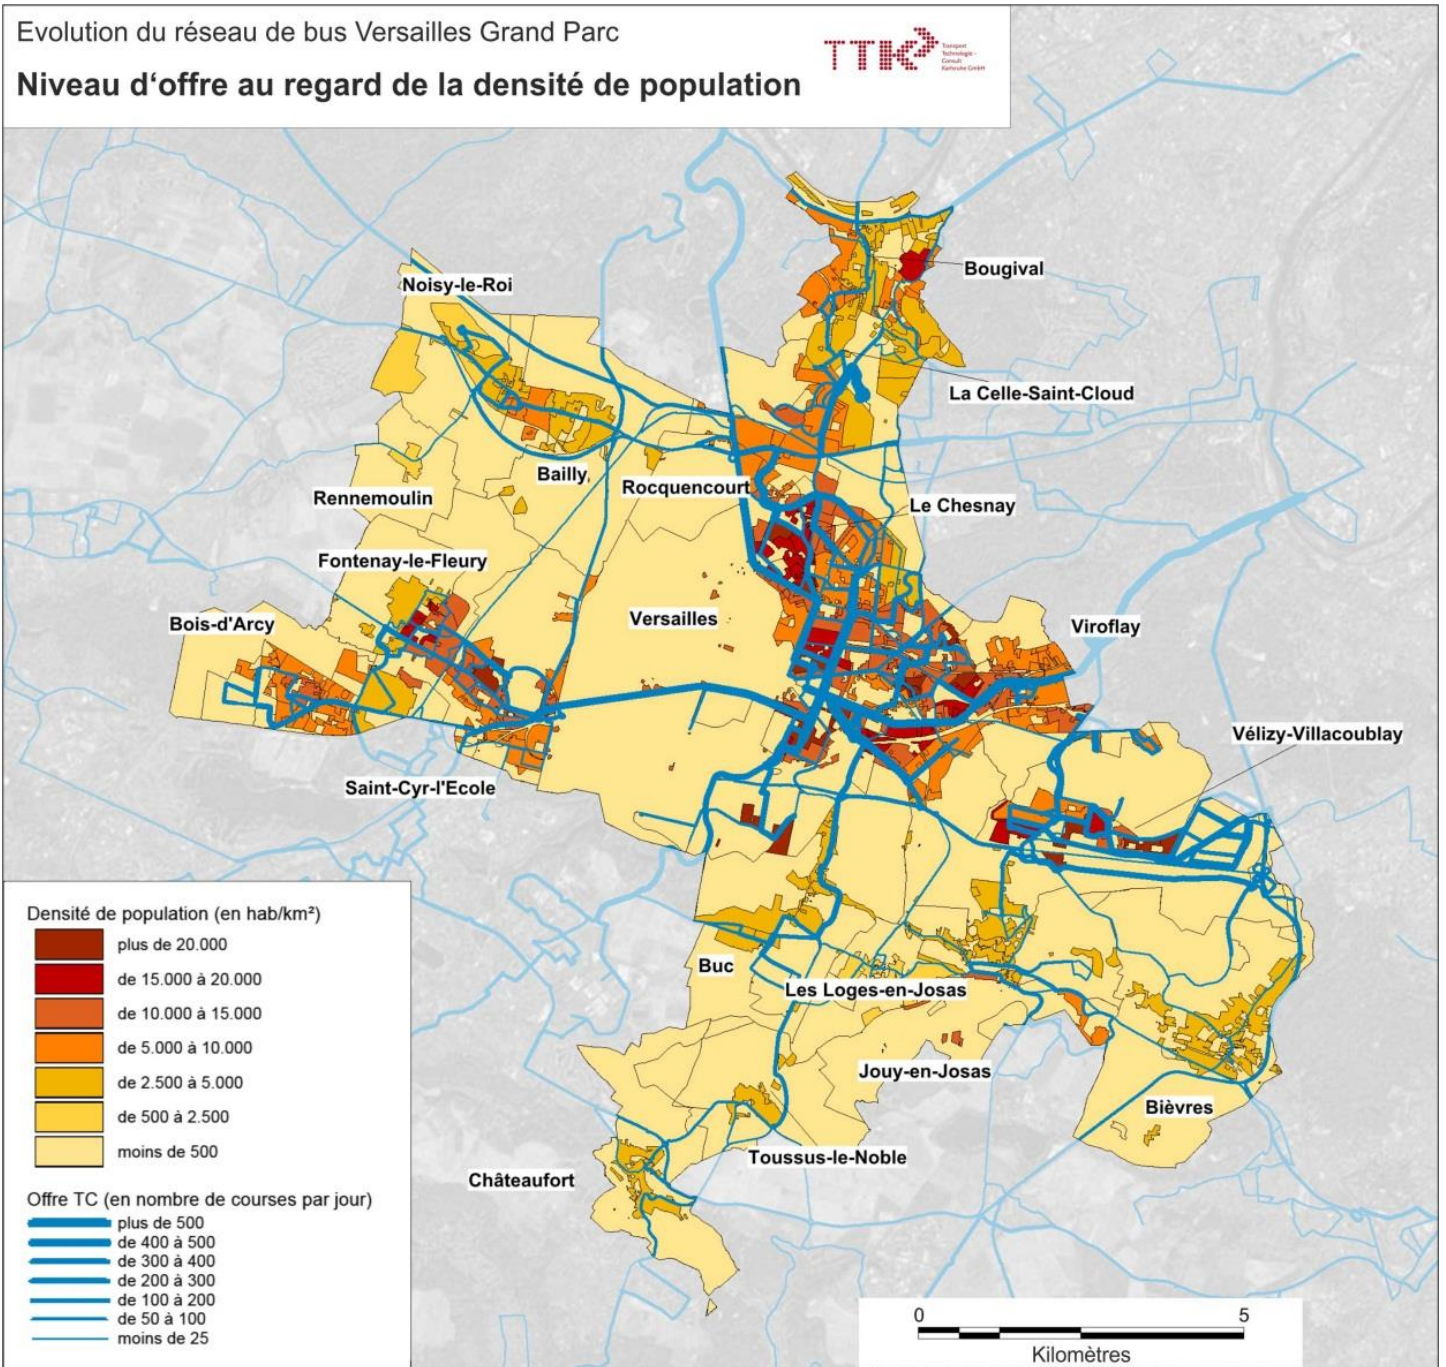 Evolution du réseau de bus Versailles Grand Parc
Niveau d‘offre au regard de la densité de population
TTK
Transport
Technologie -
Consult
Karlsruhe GmbH
Bougival
Noisy-le-Roi
La Celle-Saint-Cloud
Bailly
Rocquencourt
Rennemoulin
Le Chesnay
Fontenay-le-Fleury
Bois-d'Arcy
Versailles
Viroflay
Vélizy-Villacoublay
Saint-Cyr-l'Ecole
Buc
Les Loges-en-Josas
Jouy-en-Josas
Bièvres
Toussus-le-Noble
Châteaufort
Densité de population (en hab/km²)
plus de 20.000
de 15.000 à 20.000
de 10.000 à 15.000
de 5.000 à 10.000
de 2.500 à 5.000
de 500 à 2.500
moins de 500
Offre TC (en nombre de courses par jour)
plus de 500
de 400 à 500
de 300 à 400
de 200 à 300
de 100 à 200
de 50 à 100
moins de 25
0 5
Kilomètres